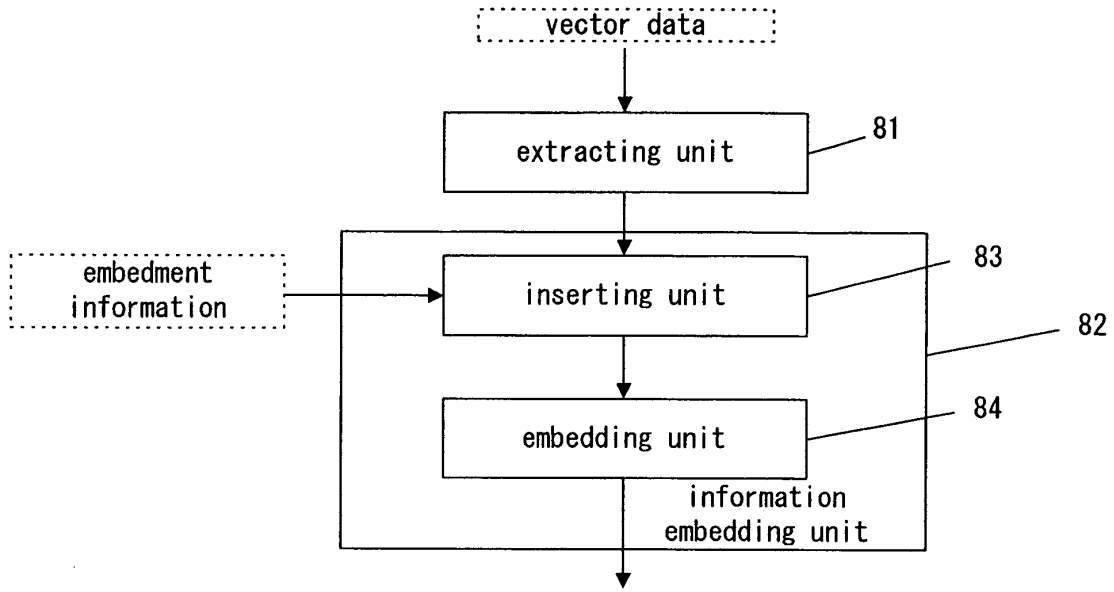 vector data
extracting unit
81
embedment
information
inserting unit
83
82
embedding unit
84
information
embedding unit